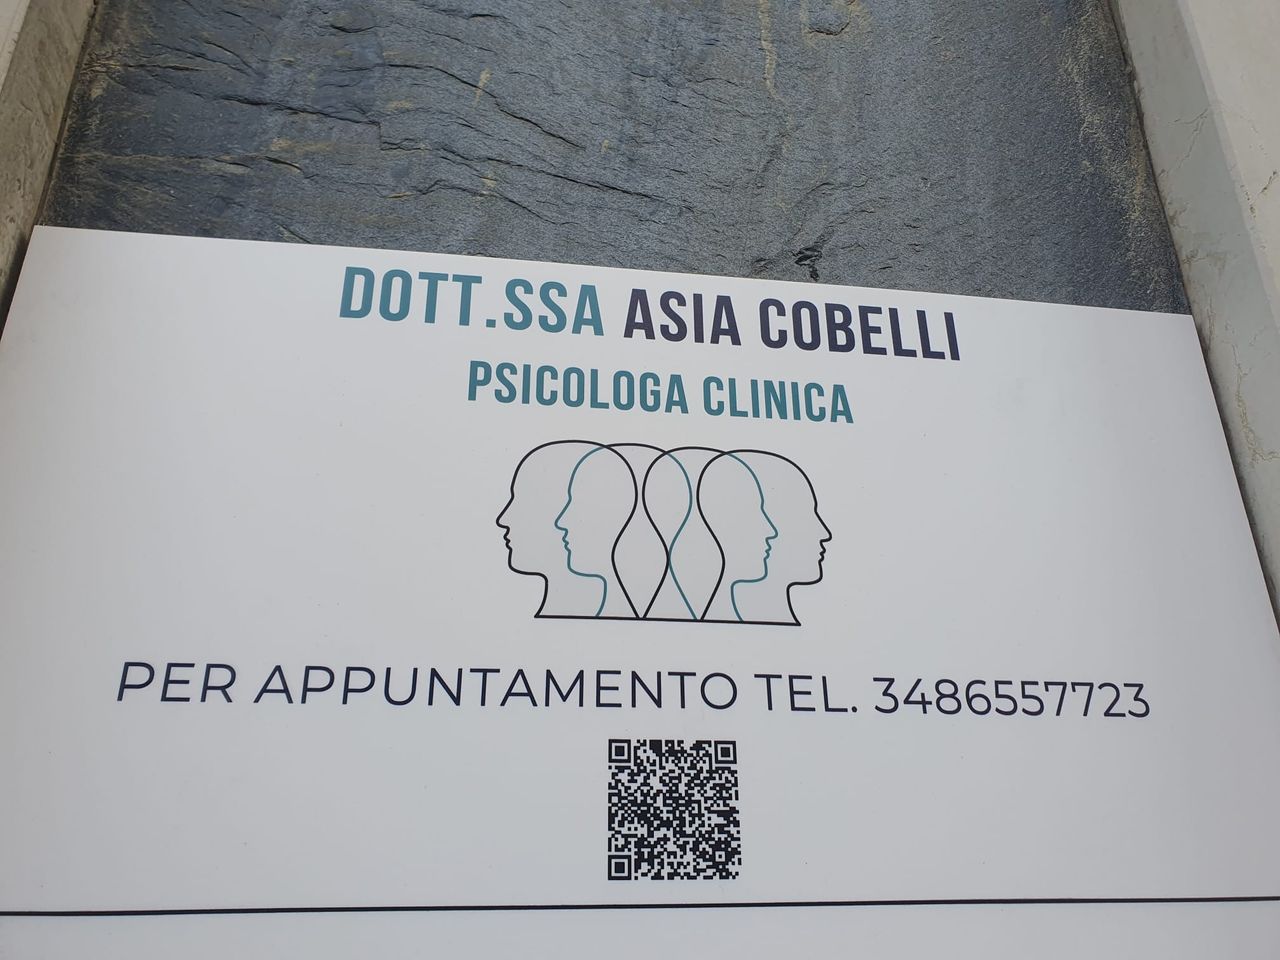 DOTT.SSA ASIA COBELLI
PSICOLOGA CLINICA
PER APPUNTAMENTO TEL. 3486557723